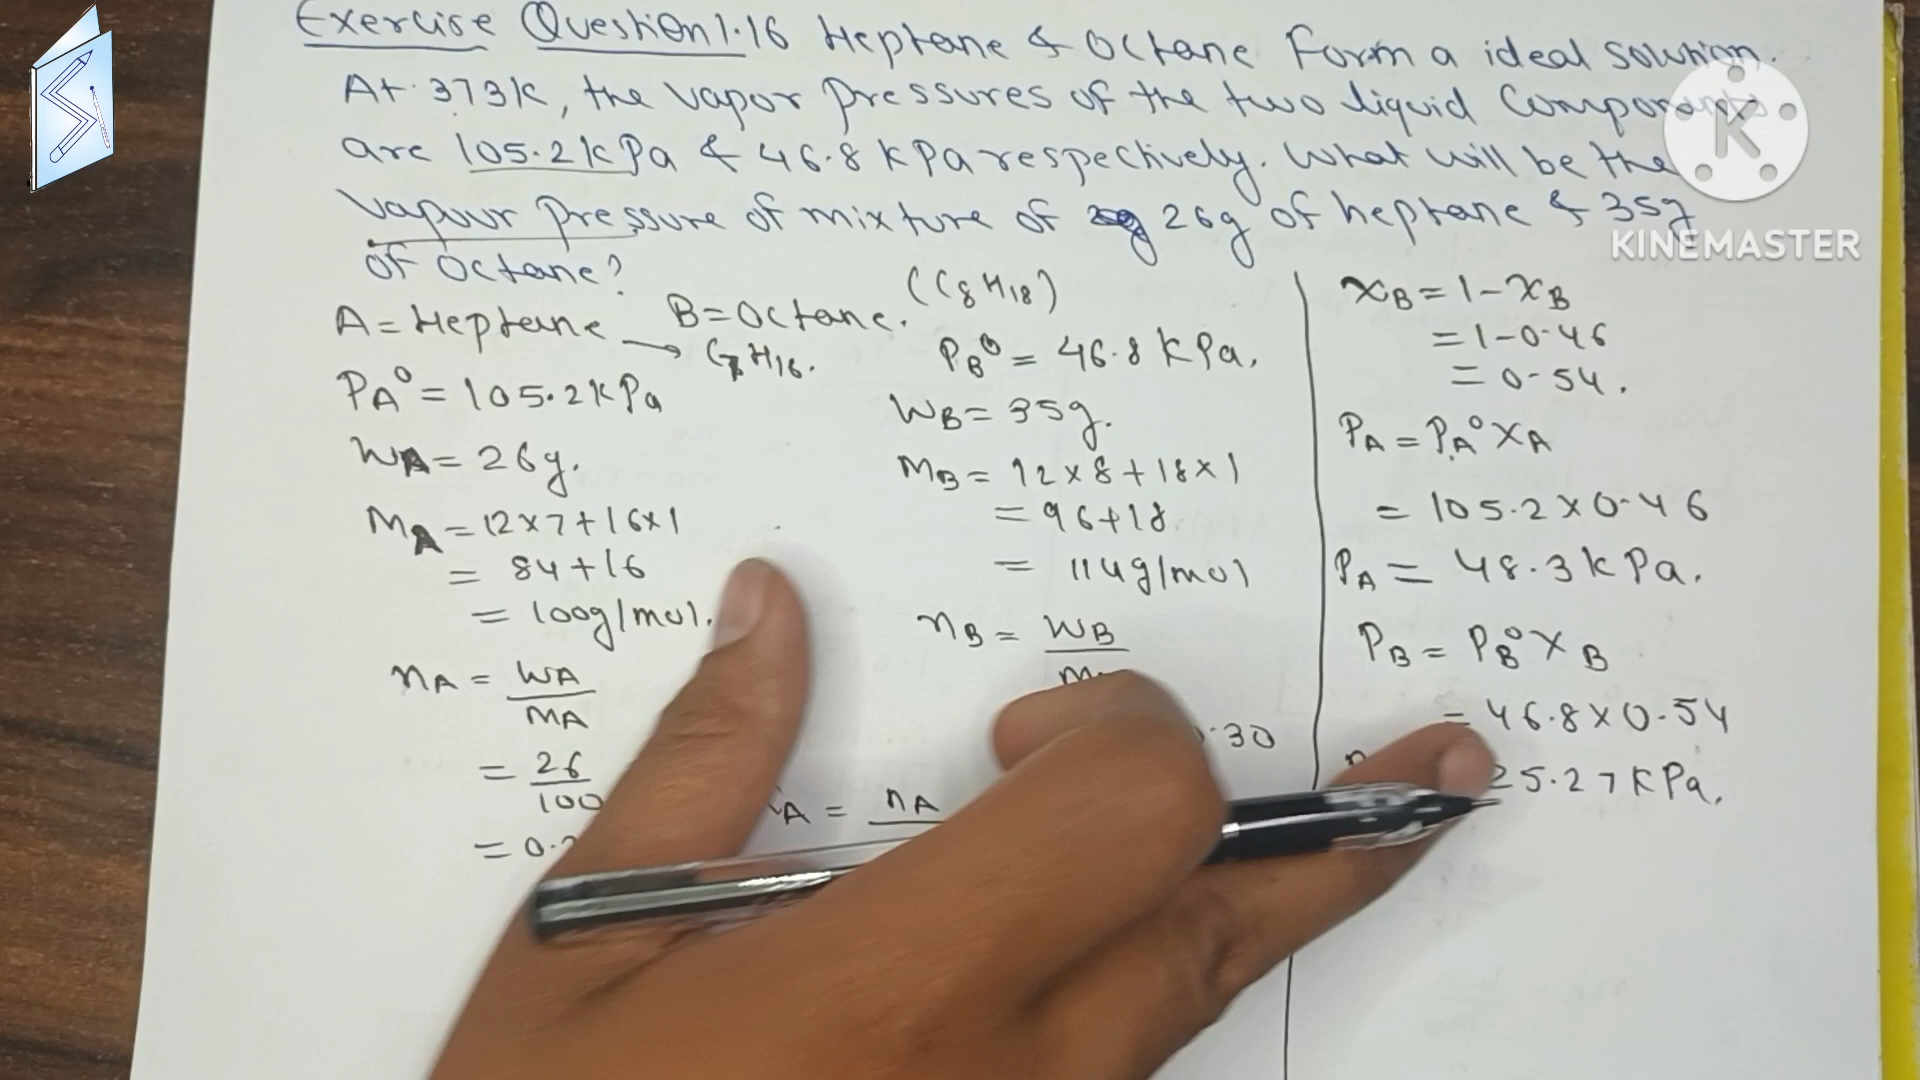 Exercise Question 1.16 Heptane & Octane Form a ideal solution.
At 373K, the vapor pressures of the two liquid Components
are 105.2 kPa & 46.8 KPa respectively. What will be the
Vapour pressure of mixture of 26g of heptane & 35g
of Octane?
A = Heptane → C7H16.
PA° = 105.2 kPa
WA = 26g.
MA = 12×7+16×1
= 84+16
= 100g/mol.
nA = WA/MA
= 26/100
= 0.
B = Octane. (C8H18)
PB° = 46.8 KPa.
WB = 35g.
MB = 12×8+18×1
= 96+18
= 114g/mol
nB = WB
.30
A = nA
xB = 1-xB
= 1-0.46
= 0.54.
PA = PA° XA
= 105.2×0.46
PA = 48.3kPa.
PB = PB° XB
= 46.8×0.54
25.27KPa.
K
KINEMASTER